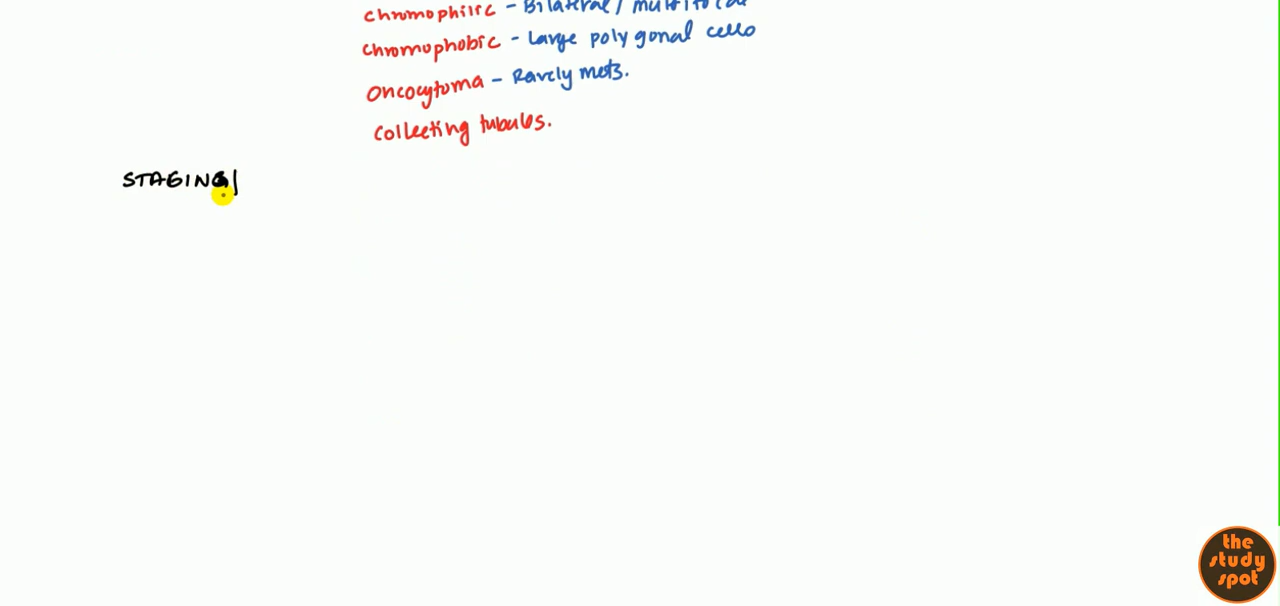 chromophilic - Bilateral / multifocal
chromophobic - Large polygonal cells
Oncocytoma - Rarely mets.
Collecting tubules.
STAGING
the
study
spot